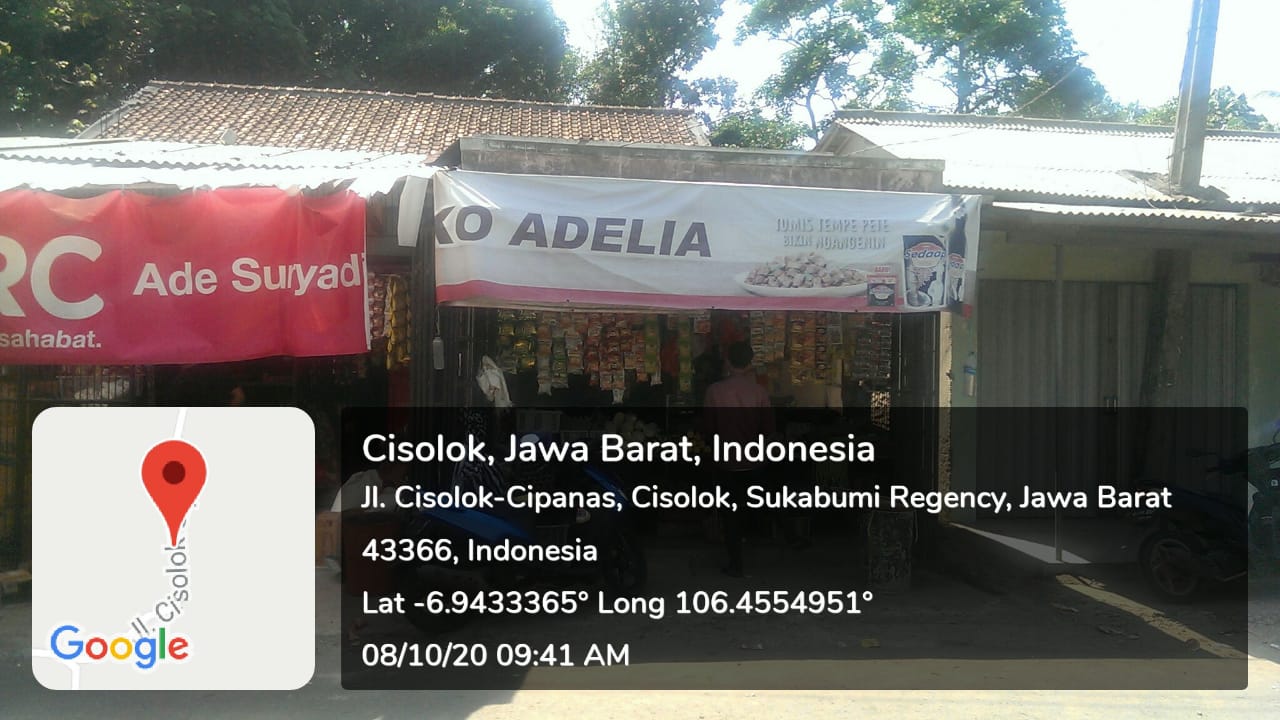 RC
Ade Suryadi
sahabat.
KO ADELIA
TUMIS TEMPE PETE
BIKIN NUANGENIN
Sedaap
Cisolok, Jawa Barat, Indonesia
Jl. Cisolok-Cipanas, Cisolok, Sukabumi Regency, Jawa Barat
43366, Indonesia
Lat -6.9433365° Long 106.4554951°
08/10/20 09:41 AM
Jl. Cisolok
Google